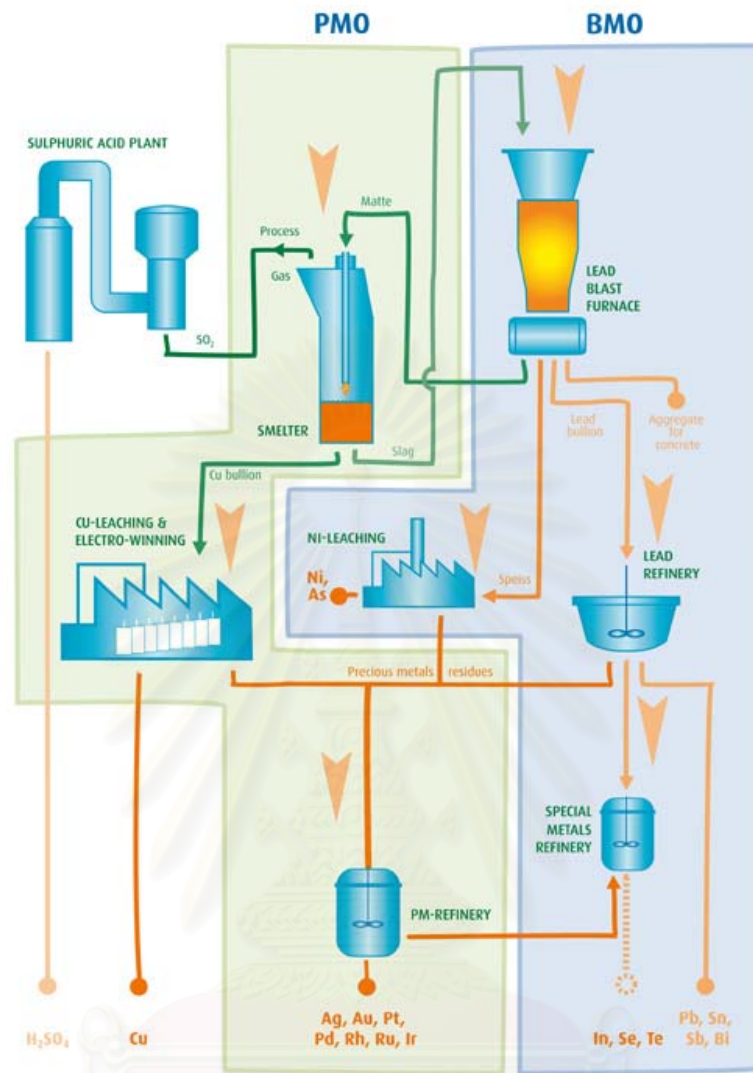 PMO
BMO
SULPHURIC ACID PLANT
Matte
Process
Gas
SO₂
LEAD
BLAST
FURNACE
SMELTER
Slag
Cu bullion
Lead
bullion
Aggregate
for
concrete
CU-LEACHING &
ELECTRO-WINNING
NI-LEACHING
Ni,
As
Speiss
LEAD
REFINERY
Precious metals residues
SPECIAL
METALS
REFINERY
PM-REFINERY
H₂SO₄
Cu
Ag, Au, Pt,
Pd, Rh, Ru, Ir
In, Se, Te
Pb, Sn,
Sb, Bi